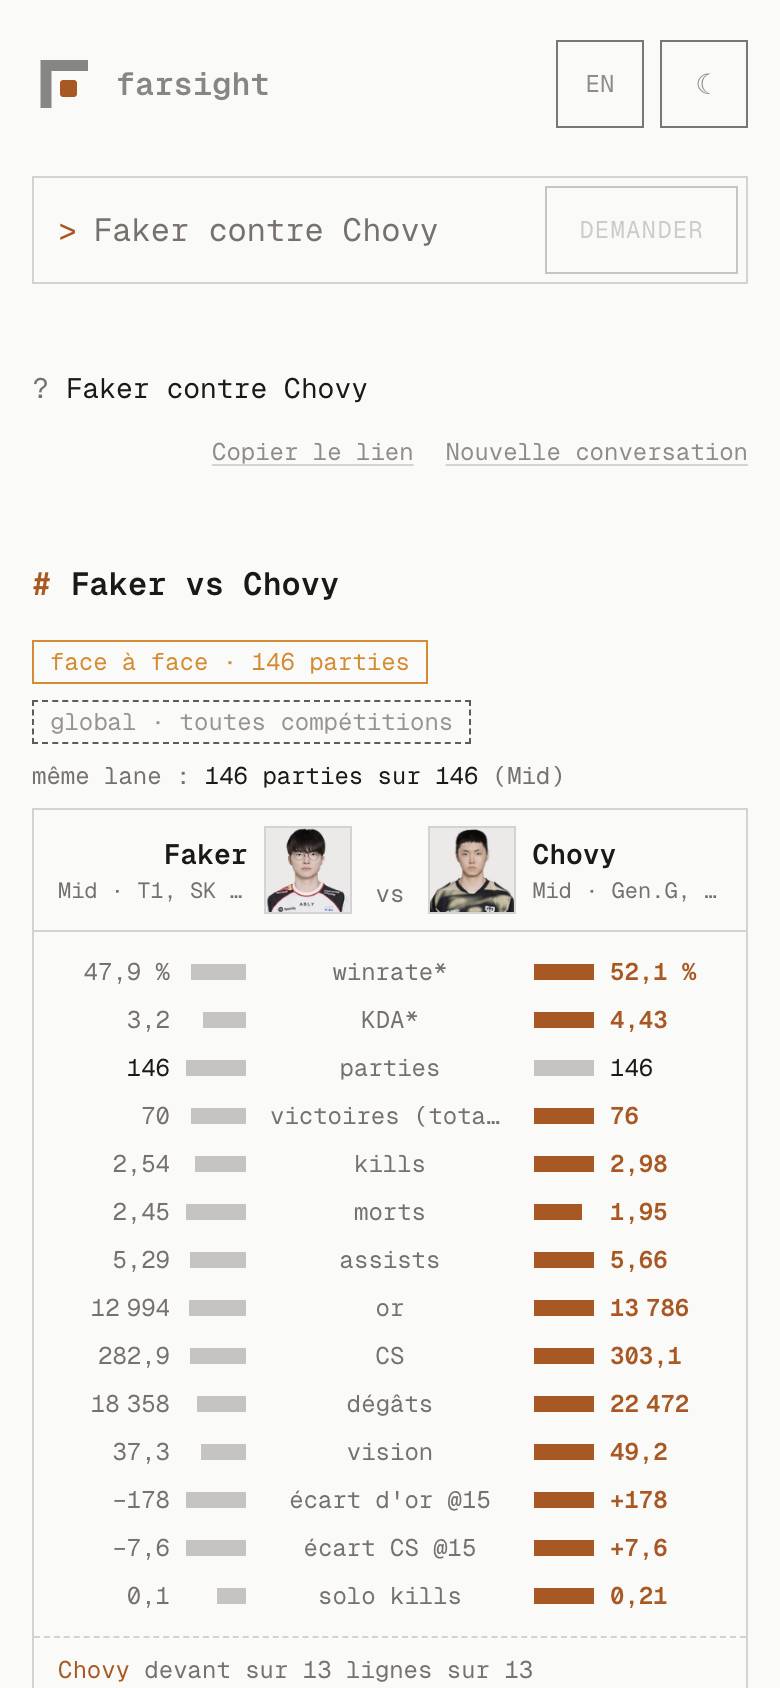 farsight
EN
☾
> Faker contre Chovy
DEMANDER
? Faker contre Chovy
Copier le lien Nouvelle conversation
# Faker vs Chovy
face à face · 146 parties
global · toutes compétitions
même lane : 146 parties sur 146 (Mid)
Faker
Mid · T1, SK …
vs
Chovy
Mid · Gen.G, …
47,9 % winrate* 52,1 %
3,2 KDA* 4,43
146 parties 146
70 victoires (tota… 76
2,54 kills 2,98
2,45 morts 1,95
5,29 assists 5,66
12 994 or 13 786
282,9 CS 303,1
18 358 dégâts 22 472
37,3 vision 49,2
−178 écart d'or @15 +178
−7,6 écart CS @15 +7,6
0,1 solo kills 0,21
Chovy devant sur 13 lignes sur 13